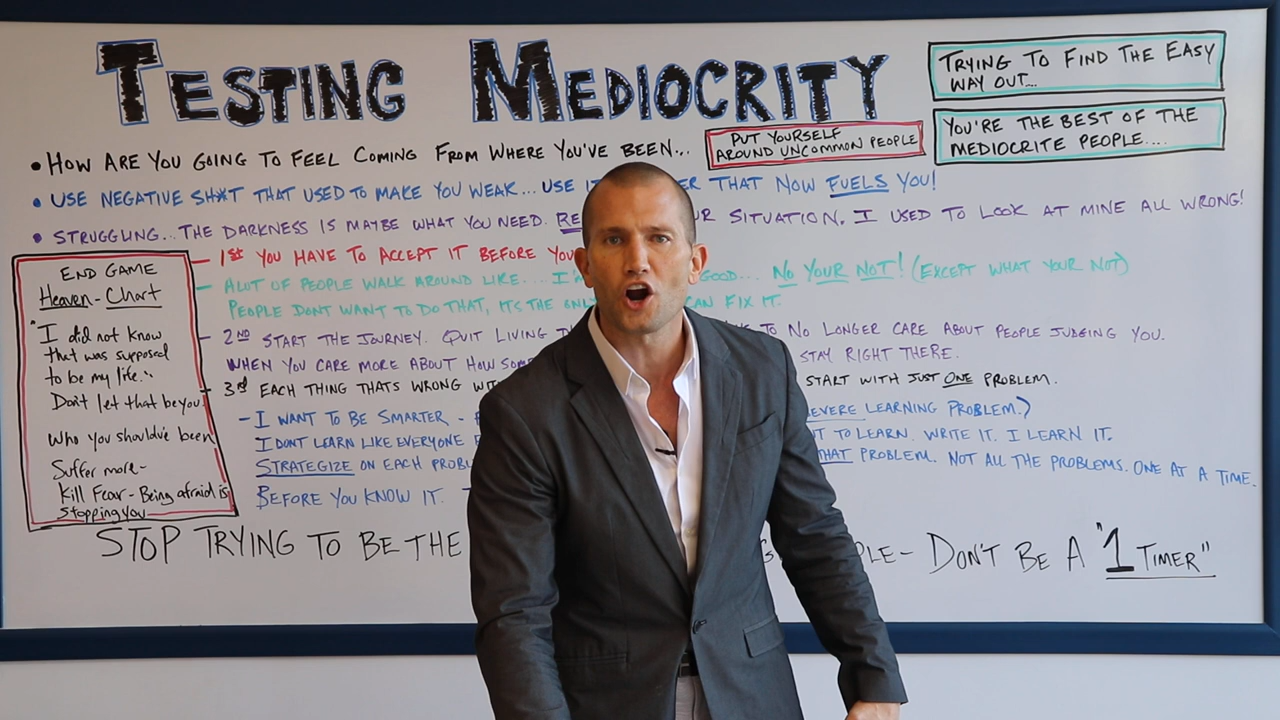 TESTING MEDIOCRITY
TRYING TO FIND THE EASY
WAY OUT...
YOU'RE THE BEST OF THE
MEDIOCRITE PEOPLE....
PUT YOURSELF
AROUND UNCOMMON PEOPLE
• HOW ARE YOU GOING TO FEEL COMING FROM WHERE YOU'VE BEEN...
• USE NEGATIVE SH*T THAT USED TO MAKE YOU WEAK... USE THAT NOW FUELS YOU!
• STRUGGLING... THE DARKNESS IS MAYBE WHAT YOU NEED. SITUATION. I USED TO LOOK AT MINE ALL WRONG!
- 1ST YOU HAVE TO ACCEPT IT BEFORE
- ALOT OF PEOPLE WALK AROUND LIKE.... GOOD... NO YOUR NOT! (EXCEPT WHAT YOUR NOT)
PEOPLE DONT WANT TO DO THAT, ITS THE CAN FIX IT.
- 2ND START THE JOURNEY. QUIT LIVING TO NO LONGER CARE ABOUT PEOPLE JUDGING YOU.
WHEN YOU CARE MORE ABOUT HOW STAY RIGHT THERE.
- 3rd EACH THING THATS WRONG START WITH JUST ONE PROBLEM.
- I WANT TO BE SMARTER - LEARNING PROBLEM.)
I DONT LEARN LIKE EVERYONE TO LEARN. WRITE IT. I LEARN IT.
STRATEGIZE ON EACH THAT PROBLEM. NOT ALL THE PROBLEMS. ONE AT A TIME.
BEFORE YOU KNOW IT.
END GAME
Heaven - Chart
"I did not know
that was supposed
to be my life."
Don't let that be you
Who you should've been
Suffer more -
Kill Fear - Being afraid is
stopping you
STOP TRYING TO BE THE - DON'T BE A "1 TIMER"